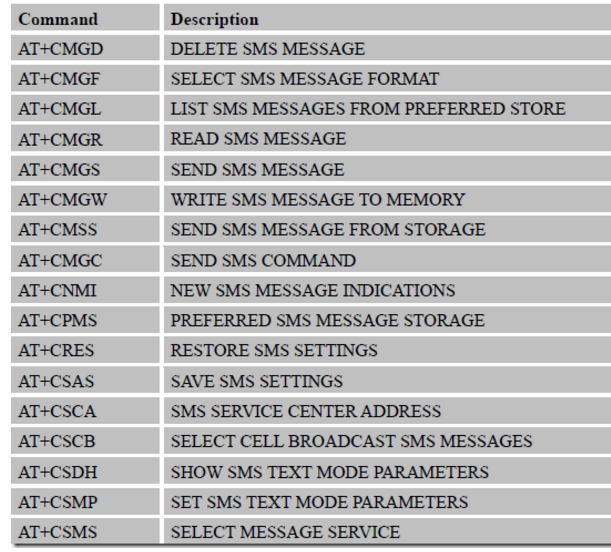 Command Description
AT+CMGD DELETE SMS MESSAGE
AT+CMGF SELECT SMS MESSAGE FORMAT
AT+CMGL LIST SMS MESSAGES FROM PREFERRED STORE
AT+CMGR READ SMS MESSAGE
AT+CMGS SEND SMS MESSAGE
AT+CMGW WRITE SMS MESSAGE TO MEMORY
AT+CMSS SEND SMS MESSAGE FROM STORAGE
AT+CMGC SEND SMS COMMAND
AT+CNMI NEW SMS MESSAGE INDICATIONS
AT+CPMS PREFERRED SMS MESSAGE STORAGE
AT+CRES RESTORE SMS SETTINGS
AT+CSAS SAVE SMS SETTINGS
AT+CSCA SMS SERVICE CENTER ADDRESS
AT+CSCB SELECT CELL BROADCAST SMS MESSAGES
AT+CSDH SHOW SMS TEXT MODE PARAMETERS
AT+CSMP SET SMS TEXT MODE PARAMETERS
AT+CSMS SELECT MESSAGE SERVICE